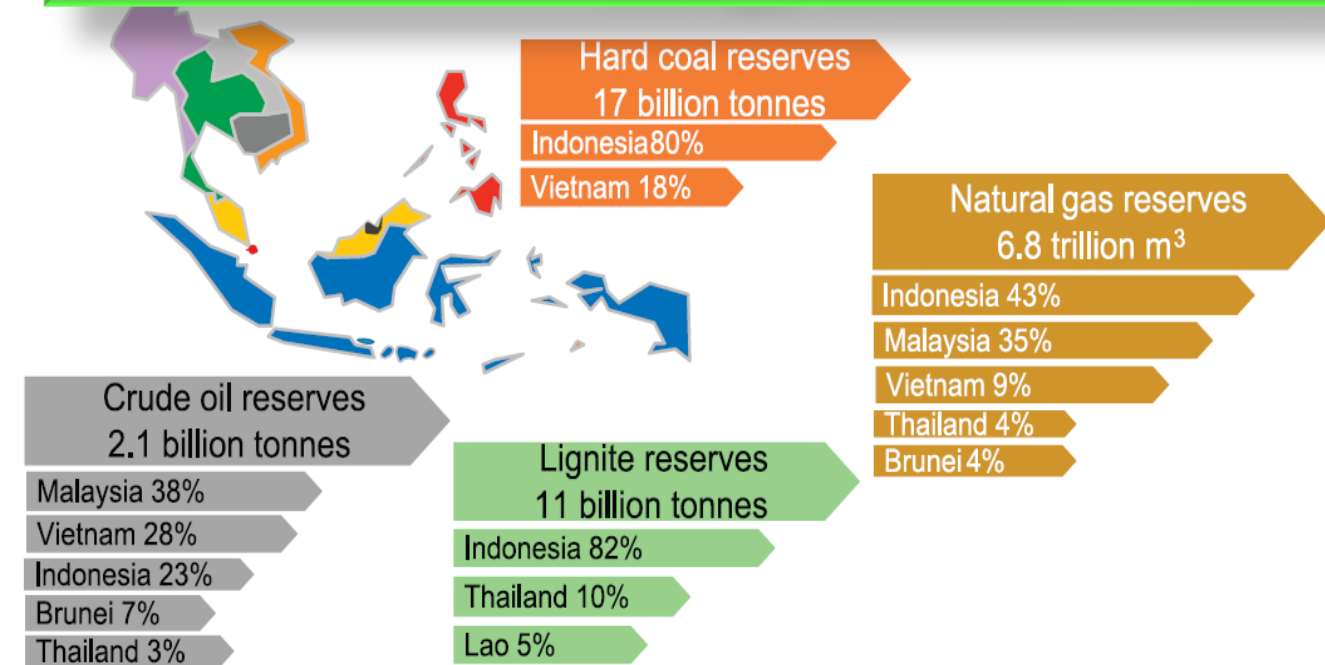 Hard coal reserves
17 billion tonnes
Indonesia80%
Vietnam 18%
Natural gas reserves
6.8 trillion m³
Indonesia 43%
Malaysia 35%
Vietnam 9%
Thailand 4%
Brunei 4%
Crude oil reserves
2.1 billion tonnes
Malaysia 38%
Vietnam 28%
Indonesia 23%
Brunei 7%
Thailand 3%
Lignite reserves
11 billion tonnes
Indonesia 82%
Thailand 10%
Lao 5%